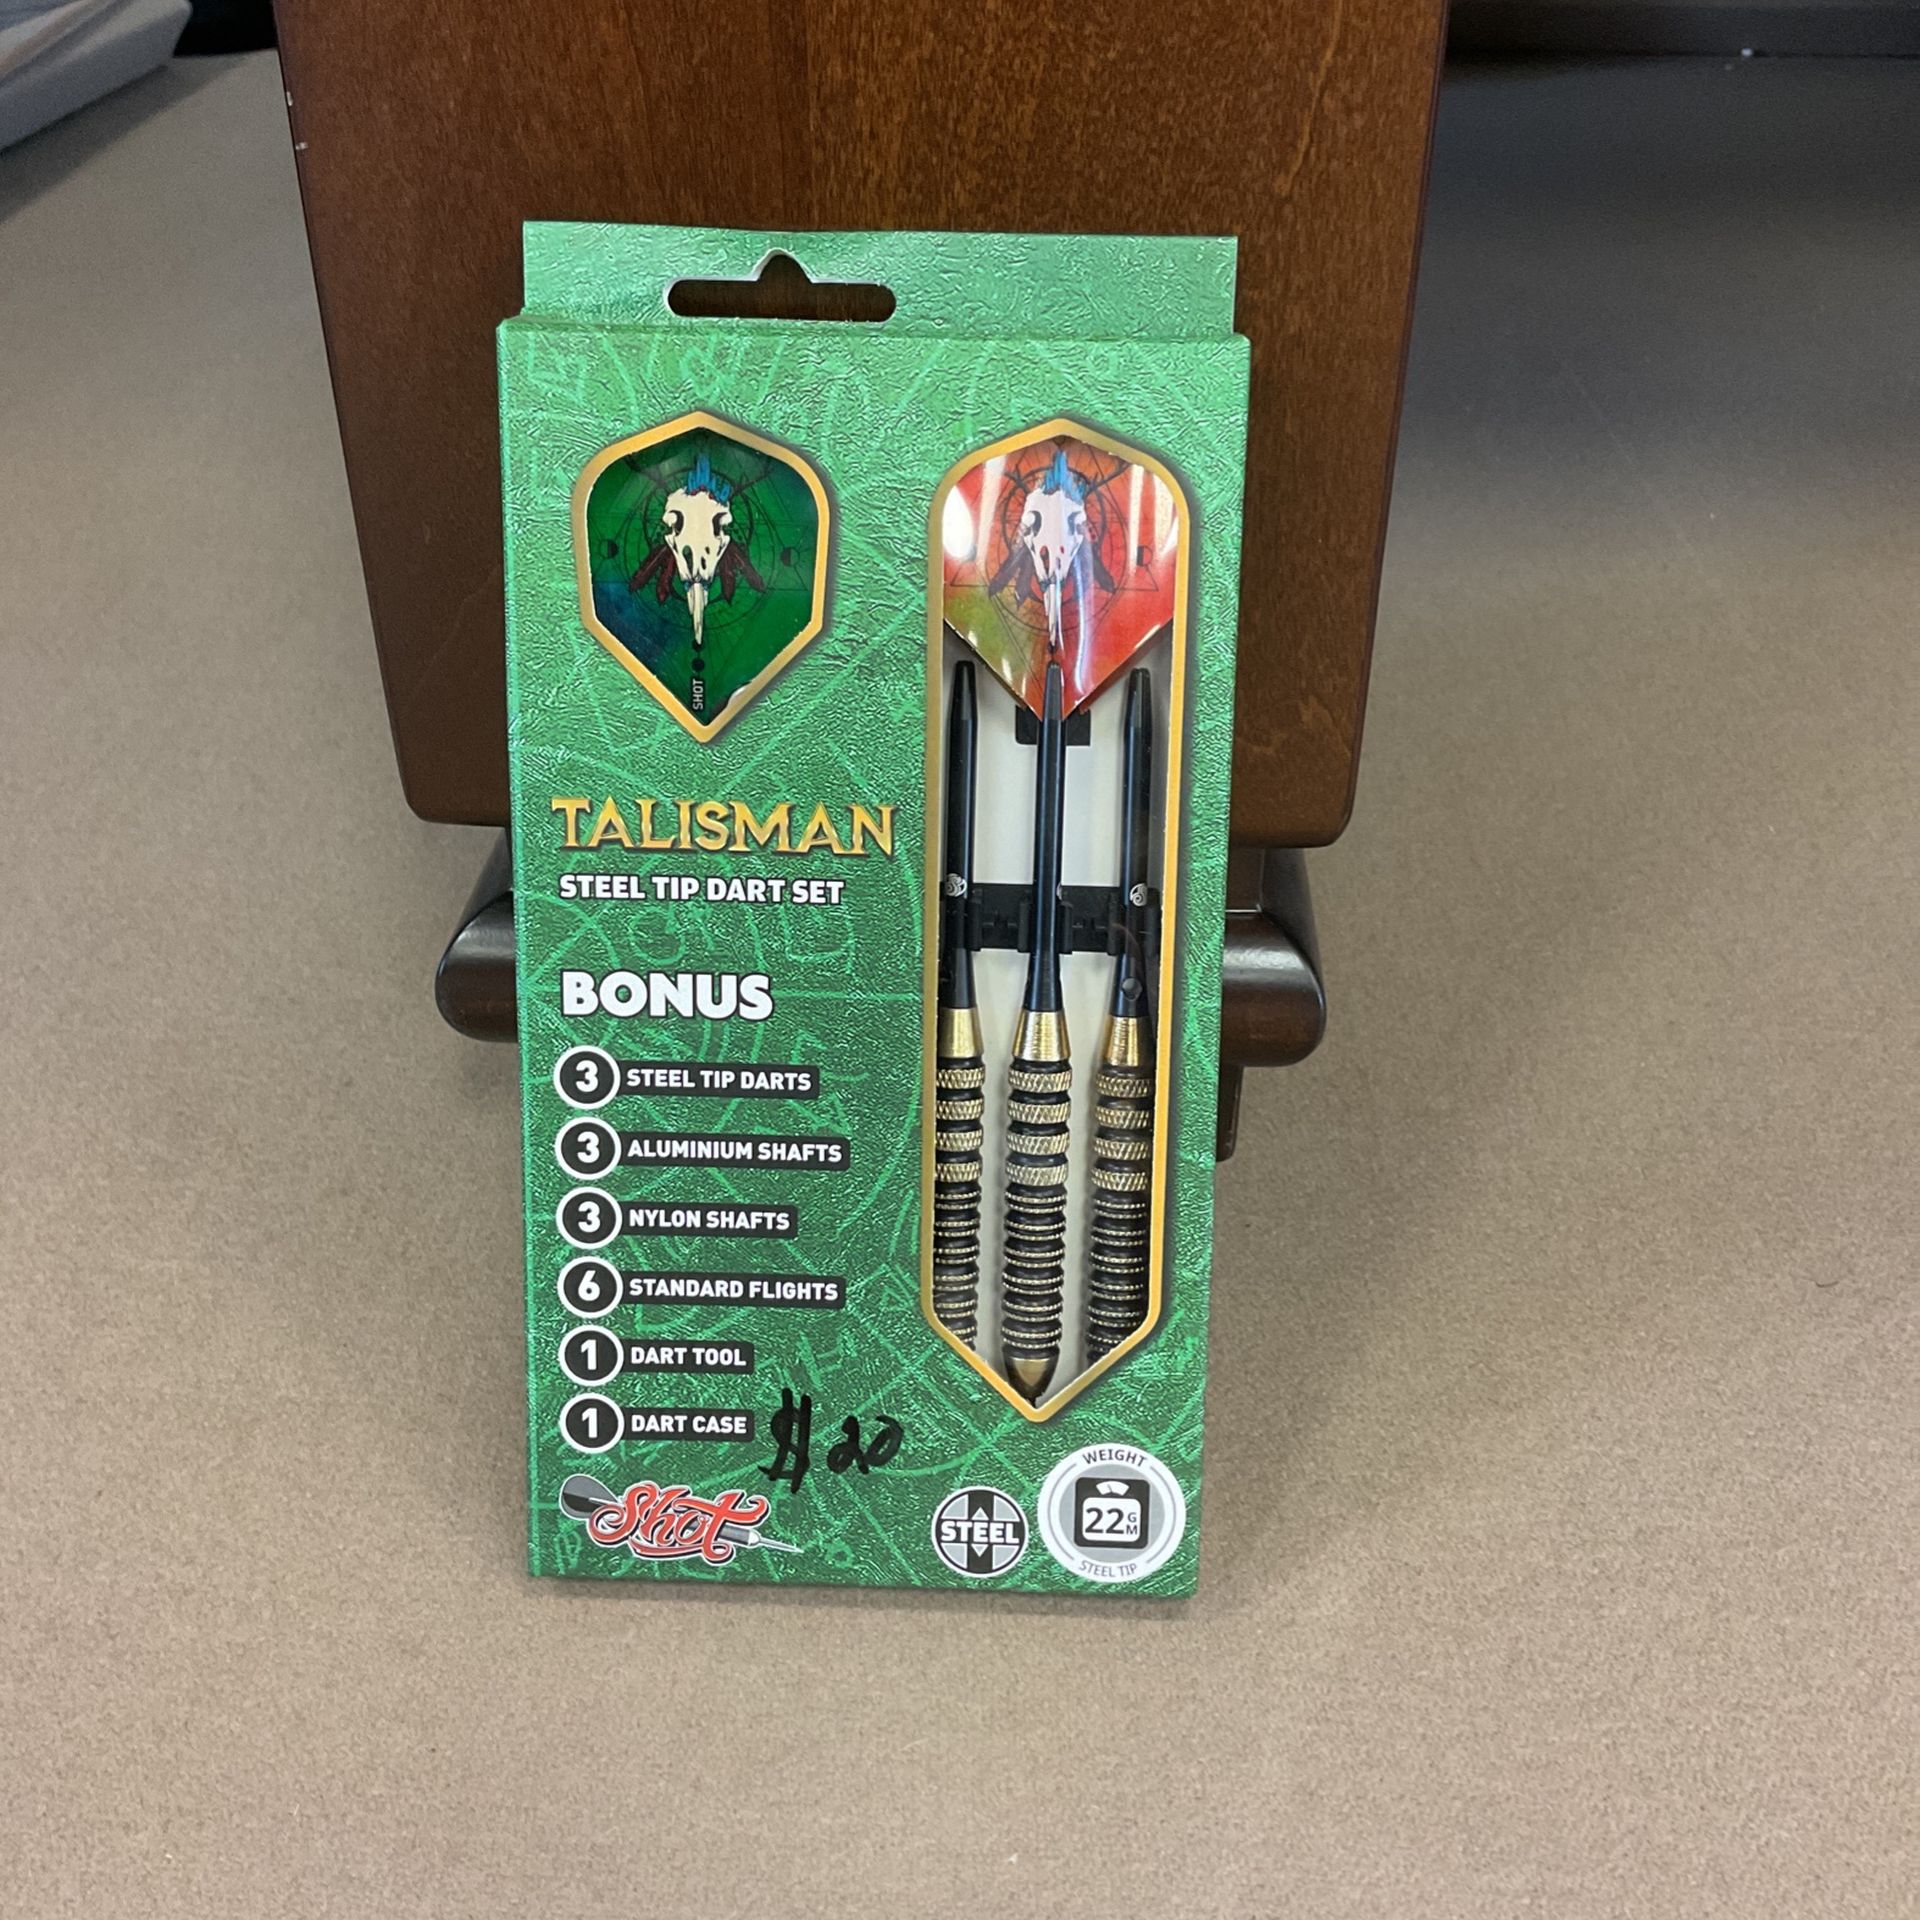 SHOT
TALISMAN
STEEL TIP DART SET
BONUS
3 STEEL TIP DARTS
3 ALUMINIUM SHAFTS
3 NYLON SHAFTS
6 STANDARD FLIGHTS
1 DART TOOL
1 DART CASE
$20
Shot
STEEL
WEIGHT
22 GM
STEEL TIP